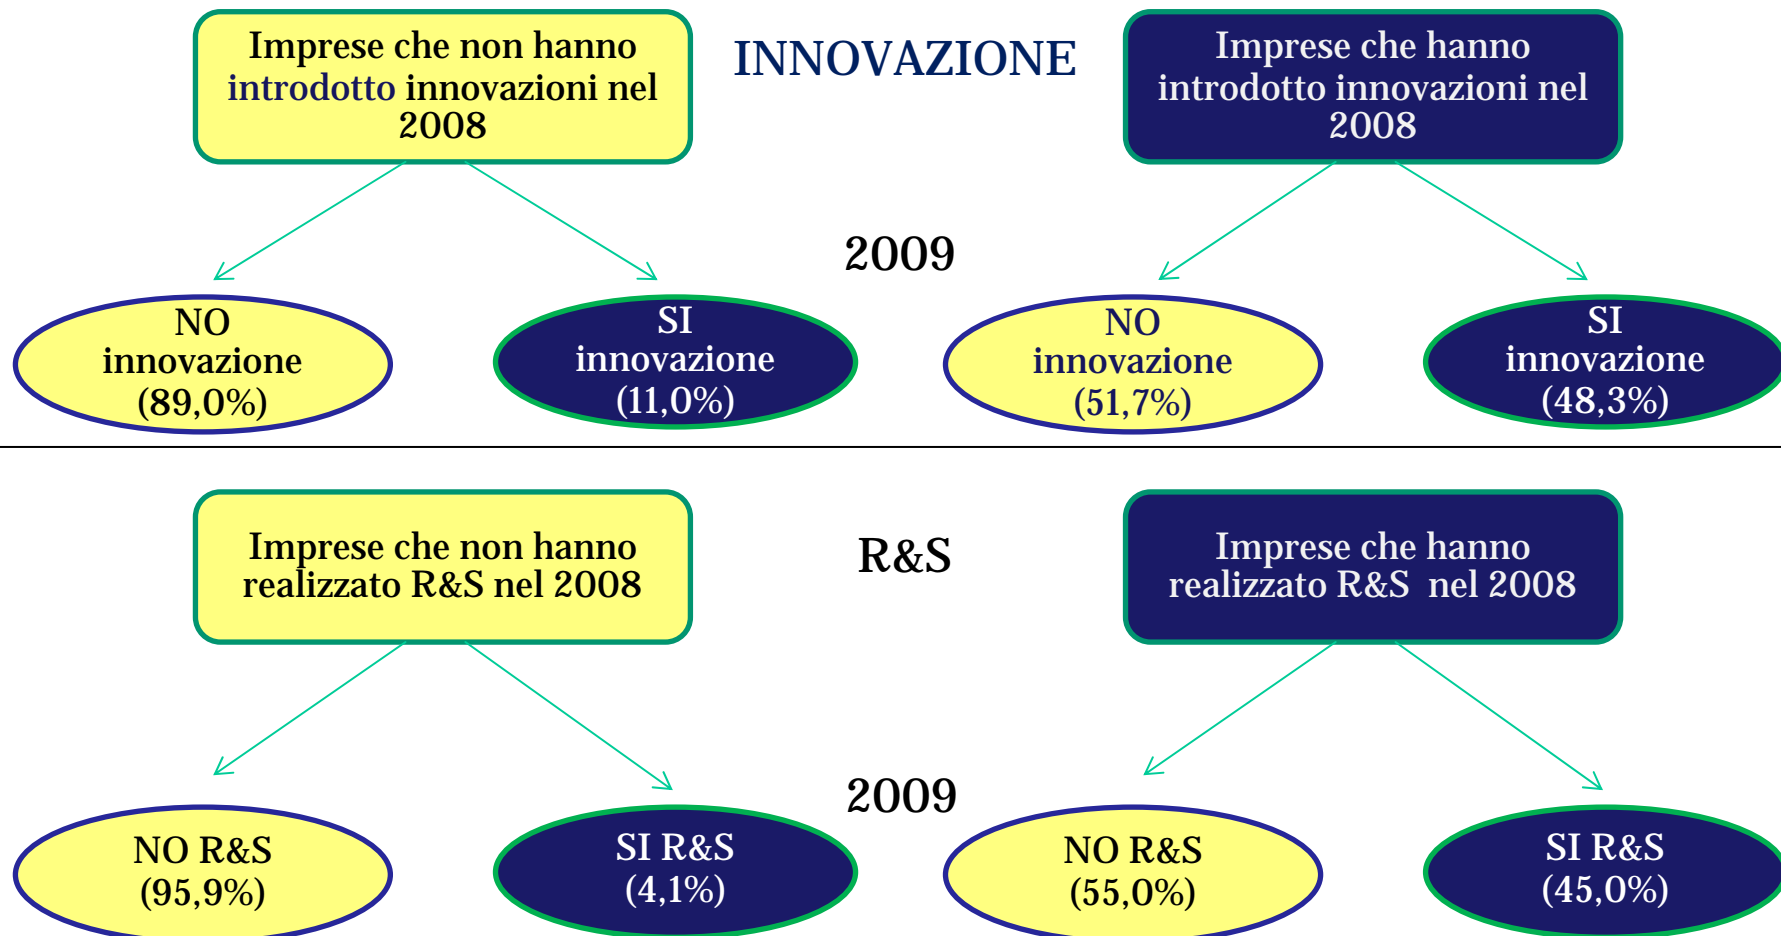 Imprese che non hanno
introdotto innovazioni nel
2008
INNOVAZIONE
Imprese che hanno
introdotto innovazioni nel
2008
2009
NO
innovazione
(89,0%)
SI
innovazione
(11,0%)
NO
innovazione
(51,7%)
SI
innovazione
(48,3%)
Imprese che non hanno
realizzato R&S nel 2008
R&S
Imprese che hanno
realizzato R&S nel 2008
2009
NO R&S
(95,9%)
SI R&S
(4,1%)
NO R&S
(55,0%)
SI R&S
(45,0%)